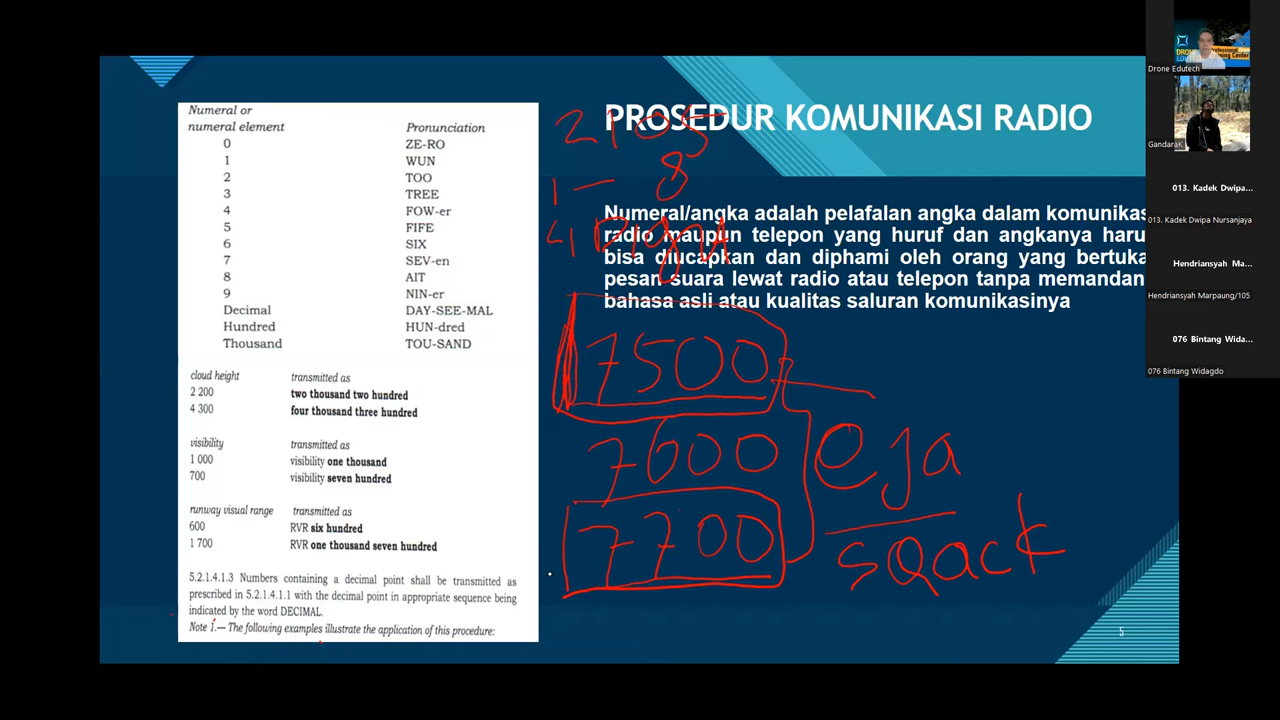 Numeral or
numeral element Pronunciation
0 ZE-RO
1 WUN
2 TOO
3 TREE
4 FOW-er
5 FIFE
6 SIX
7 SEV-en
8 AIT
9 NIN-er
Decimal DAY-SEE-MAL
Hundred HUN-dred
Thousand TOU-SAND
cloud height transmitted as
2 200 two thousand two hundred
4 300 four thousand three hundred
visibility transmitted as
1 000 visibility one thousand
700 visibility seven hundred
runway visual range transmitted as
600 RVR six hundred
1 700 RVR one thousand seven hundred
5.2.1.4.1.3 Numbers containing a decimal point shall be transmitted as
prescribed in 5.2.1.4.1.1 with the decimal point in appropriate sequence being
indicated by the word DECIMAL.
Note 1.— The following examples illustrate the application of this procedure:
PROSEDUR KOMUNIKASI RADIO
Numeral/angka adalah pelafalan angka dalam komunikas
radio maupun telepon yang huruf dan angkanya haru
bisa diucapkan dan diphami oleh orang yang bertuka
pesan suara lewat radio atau telepon tanpa memandan
bahasa asli atau kualitas saluran komunikasinya
2105
1 — 8
4 Digit
7500
7600
7700
eja
sqack
5
Drone Edutech
GandaraK
013. Kadek Dwipa...
013. Kadek Dwipa Nursanjaya
Hendriansyah Ma...
Hendriansyah Marpaung/105
076 Bintang Wida...
076 Bintang Widagdo